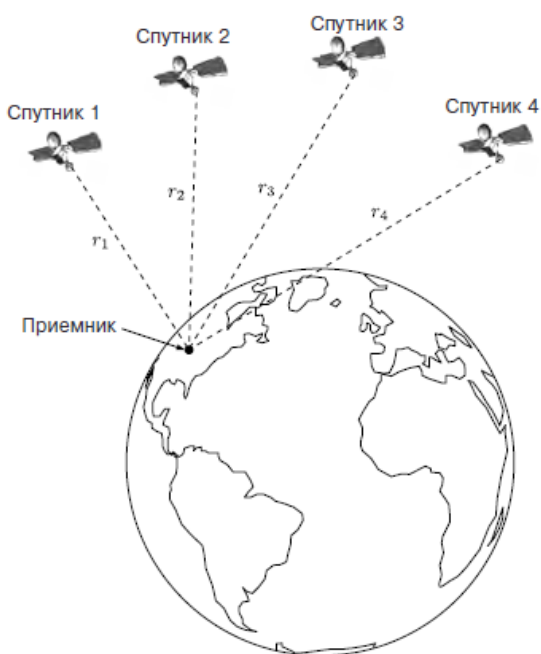 Спутник 3
Спутник 2
Спутник 4
Спутник 1
r₂
r₃
r₄
r₁
Приемник